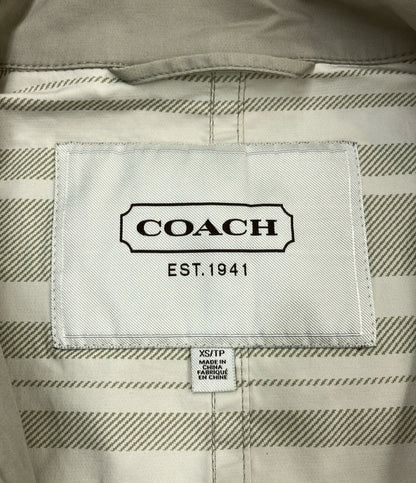 COACH
EST.1941
XS/TP
MADE IN
CHINA
FABRIQUÉ
EN CHINE